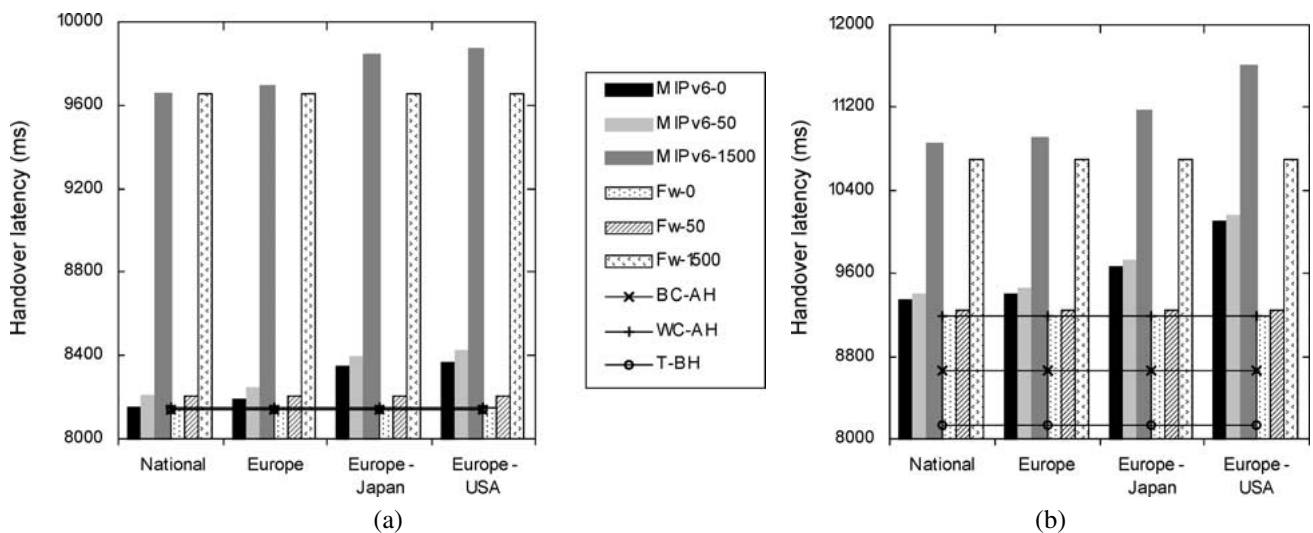 10000
9600
9200
8800
8400
8000
Handover latency (ms)
National
Europe
Europe -
Japan
Europe -
USA
(a)
MIPv6-0
MIPv6-50
MIPv6-1500
Fw-0
Fw-50
Fw-1500
BC-AH
WC-AH
T-BH
12000
11200
10400
9600
8800
8000
Handover latency (ms)
National
Europe
Europe -
Japan
Europe -
USA
(b)